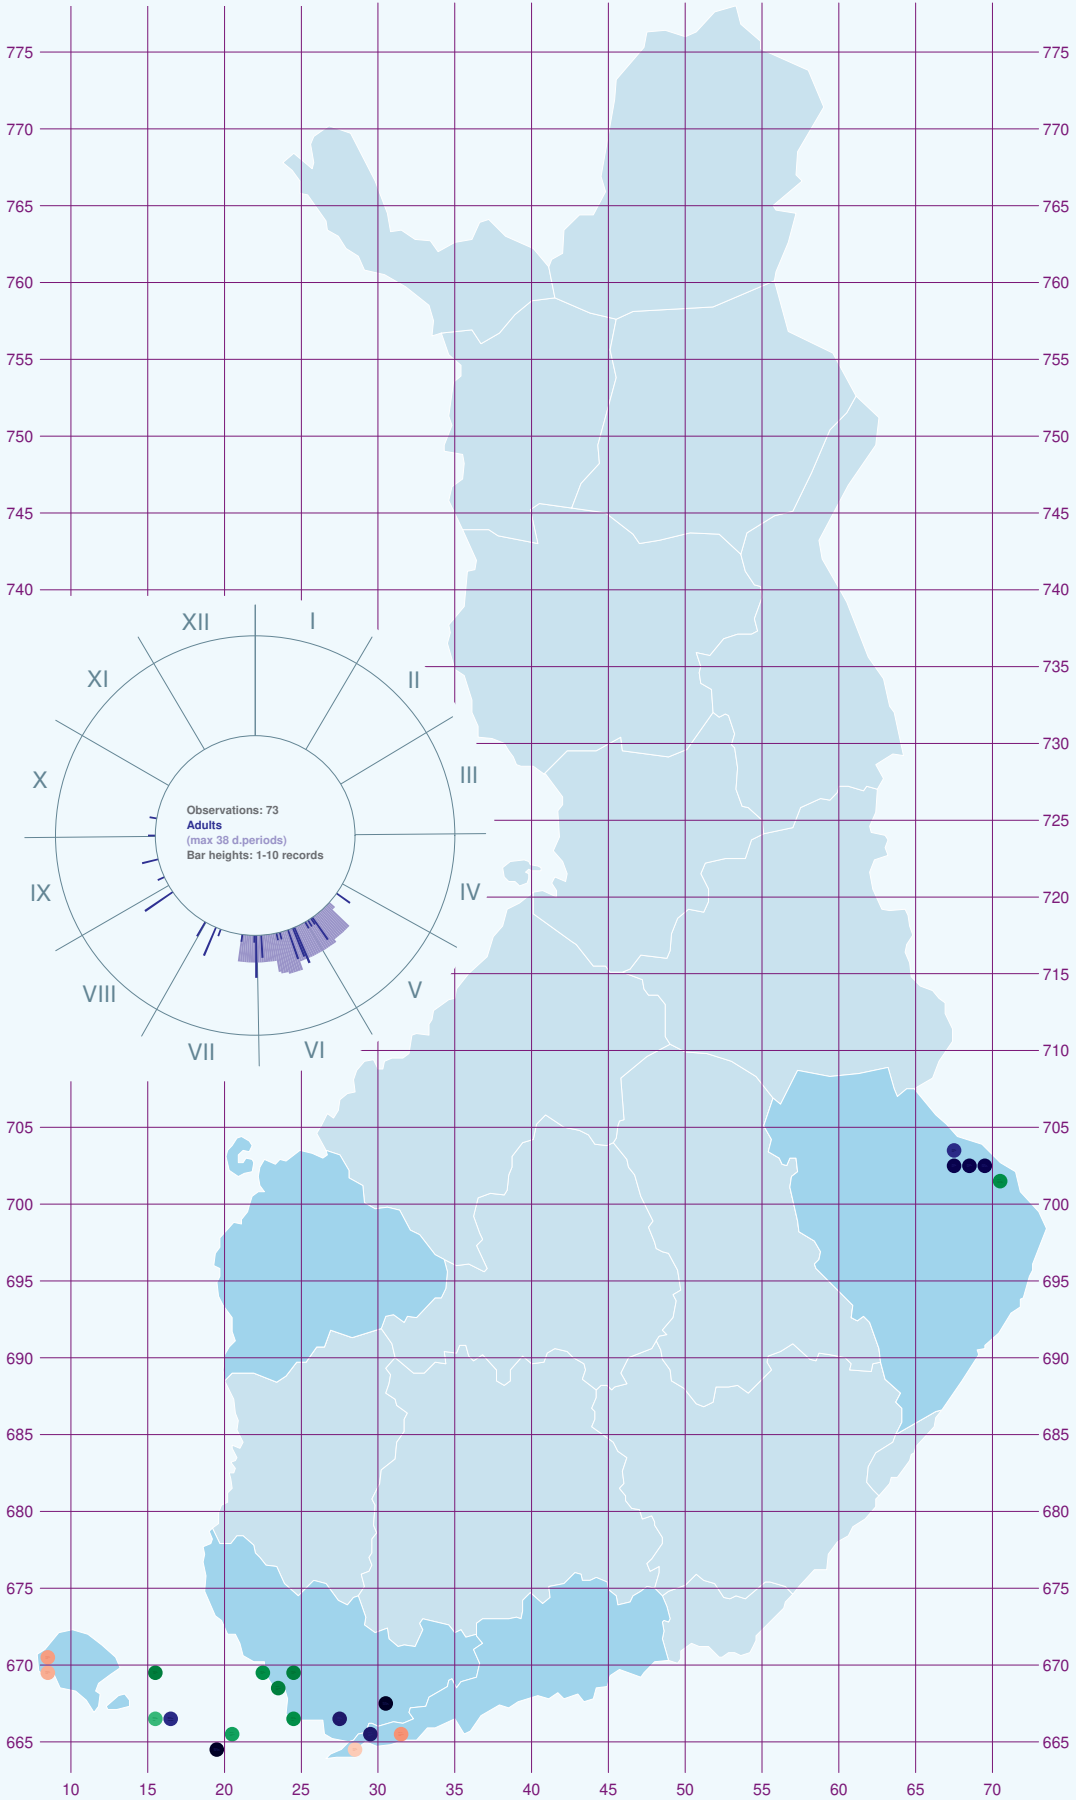 775 775
770 770
765 765
760 760
755 755
750 750
745 745
740 740
XII I
735
XI II
730
X III
Observations: 73
Adults
(max 38 d.periods)
Bar heights: 1-10 records
725
IX IV
720
VIII V
715
VII VI
710
705 705
700 700
695 695
690 690
685 685
680 680
675 675
670 670
665 665
10 15 20 25 30 35 40 45 50 55 60 65 70